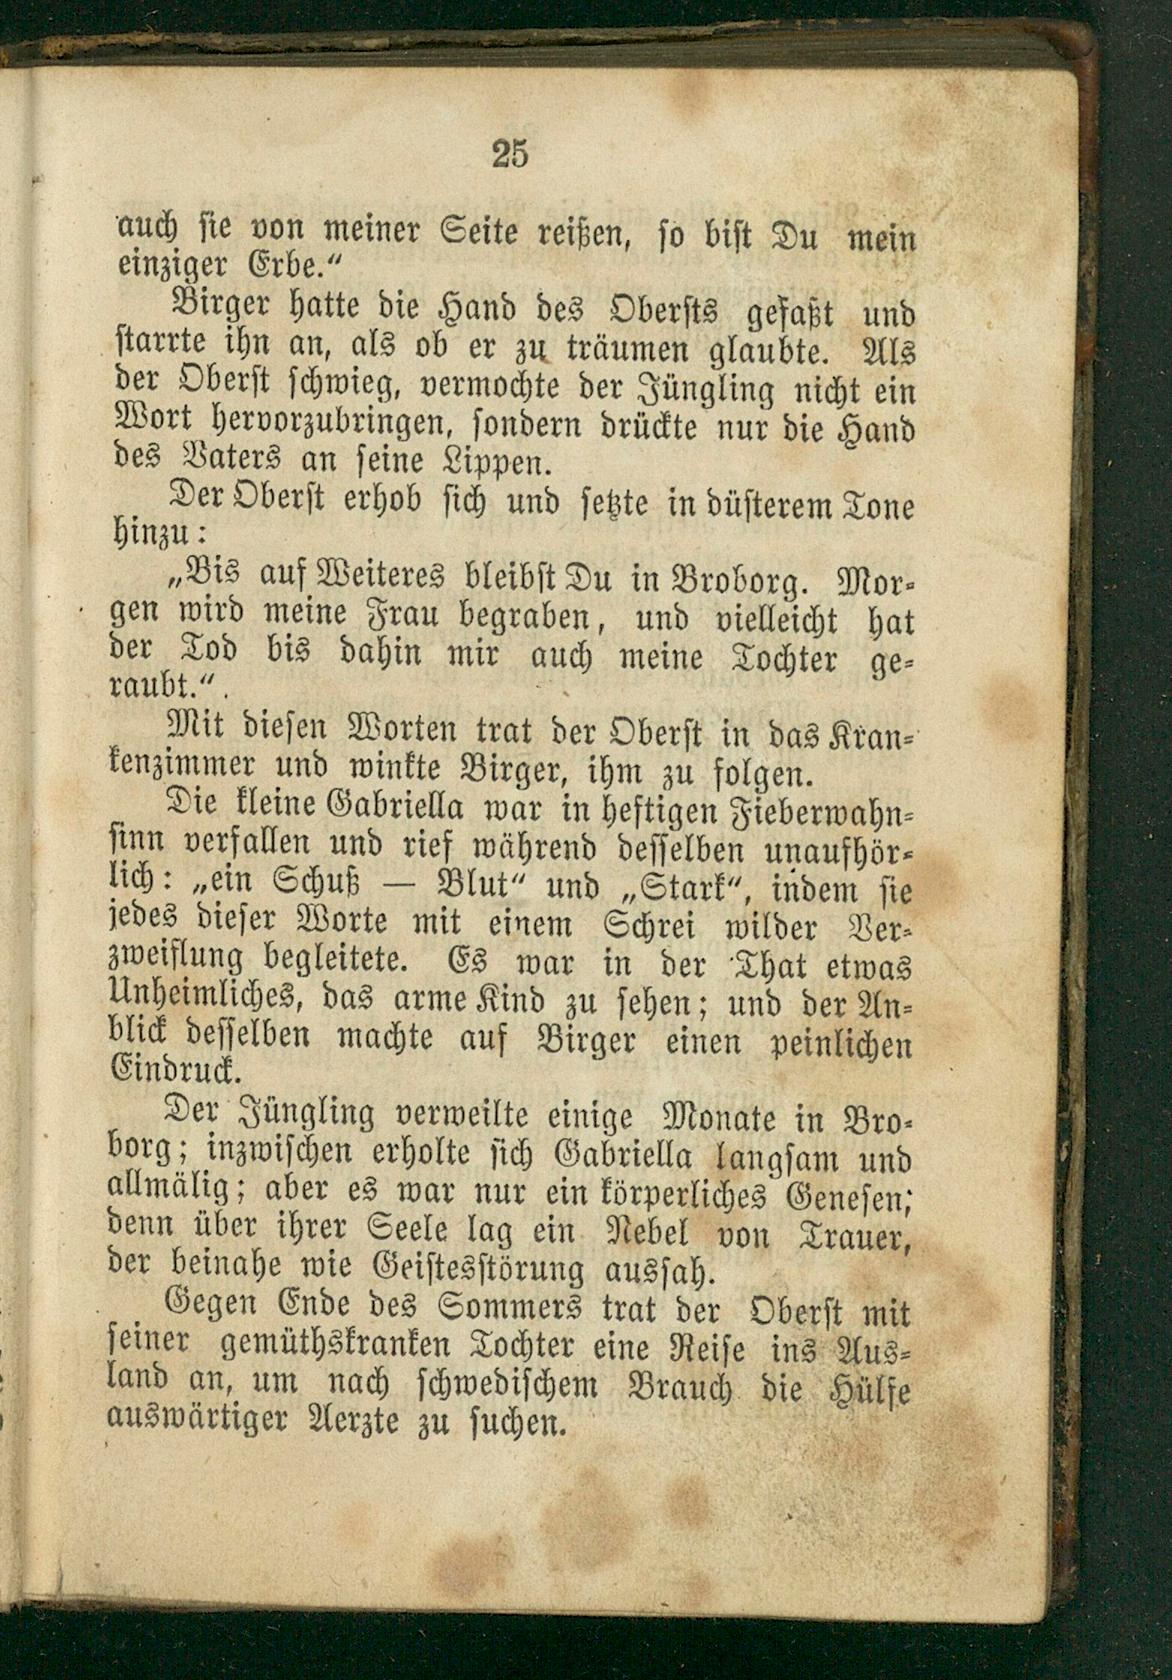 25
auch sie von meiner Seite reißen, so bist Du mein
einziger Erbe.“
Birger hatte die Hand des Obersts gefaßt und
starrte ihn an, als ob er zu träumen glaubte. Als
der Oberst schwieg, vermochte der Jüngling nicht ein
Wort hervorzubringen, sondern drückte nur die Hand
des Vaters an seine Lippen.
Der Oberst erhob sich und setzte in düsterem Tone
hinzu:
„Bis auf Weiteres bleibst Du in Broborg. Mor-
gen wird meine Frau begraben, und vielleicht hat
der Tod bis dahin mir auch meine Tochter ge-
raubt.“
Mit diesen Worten trat der Oberst in das Kran-
kenzimmer und winkte Birger, ihm zu folgen.
Die kleine Gabriella war in heftigen Fieberwahn-
sinn verfallen und rief während desselben unaufhör-
lich: „ein Schuß — Blut“ und „Stark“, indem sie
jedes dieser Worte mit einem Schrei wilder Ver-
zweiflung begleitete. Es war in der That etwas
Unheimliches, das arme Kind zu sehen; und der An-
blick desselben machte auf Birger einen peinlichen
Eindruck.
Der Jüngling verweilte einige Monate in Bro-
borg; inzwischen erholte sich Gabriella langsam und
allmälig; aber es war nur ein körperliches Genesen;
denn über ihrer Seele lag ein Nebel von Trauer,
der beinahe wie Geistesstörung aussah.
Gegen Ende des Sommers trat der Oberst mit
seiner gemüthskranken Tochter eine Reise ins Aus-
land an, um nach schwedischem Brauch die Hülfe
auswärtiger Aerzte zu suchen.